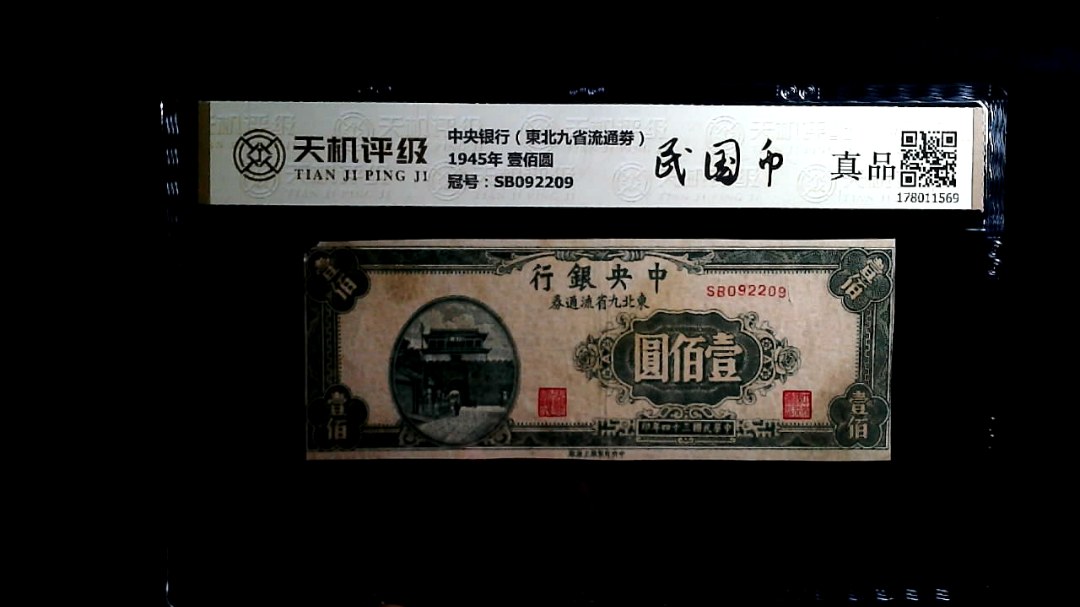 天机评级
TIAN JI PING JI
中央银行（東北九省流通券）
1945年 壹佰圆
冠号：SB092209
民国币
真品
178011569
壹佰
壹佰
行銀央中
券通流省九北東
SB092209
圓佰壹
壹佰
壹佰
印年四十三國民華中